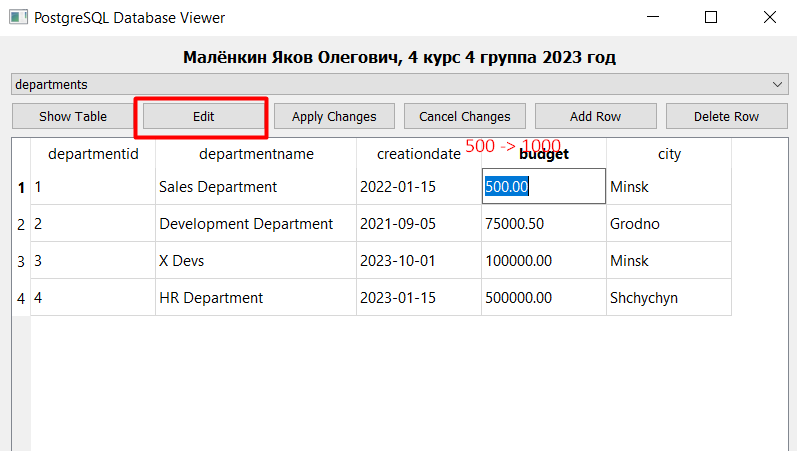 PostgreSQL Database Viewer
Малёнкин Яков Олегович, 4 курс 4 группа 2023 год
departments
Show Table Edit Apply Changes Cancel Changes Add Row Delete Row
500 -> 1000
departmentid departmentname creationdate budget city
1 1 Sales Department 2022-01-15 500.00 Minsk
2 2 Development Department 2021-09-05 75000.50 Grodno
3 3 X Devs 2023-10-01 100000.00 Minsk
4 4 HR Department 2023-01-15 500000.00 Shchychyn